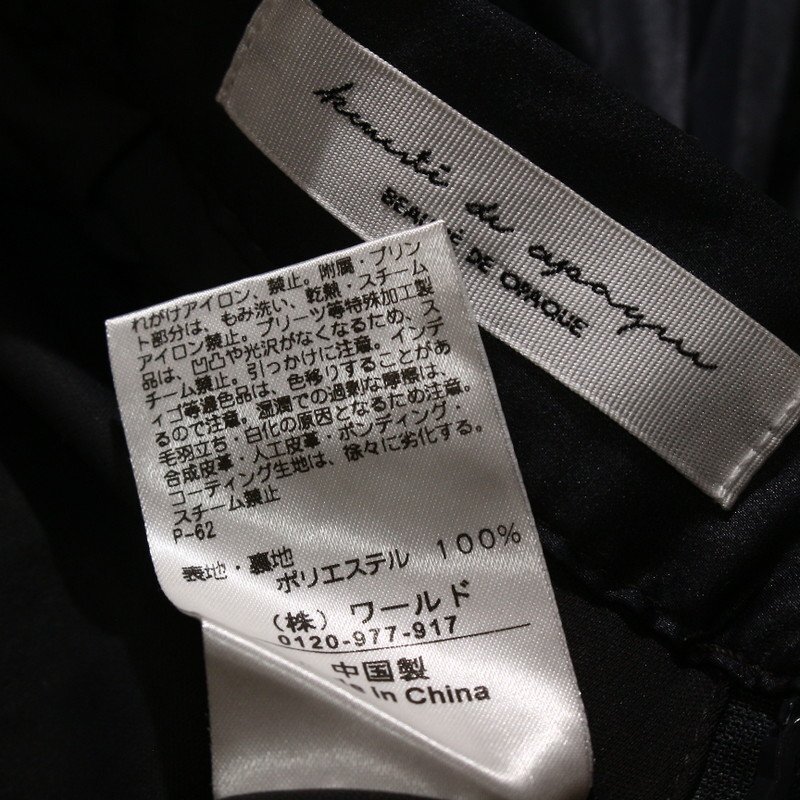 beauté de opaque
BEAUTÉ DE OPAQUE
れがけアイロン、禁止。附属・プリン
ト部分は、もみ洗い、乾熱・スチーム
アイロン禁止。プリーツ等特殊加工製
品は、凹凸や光沢がなくなるため、ス
チーム禁止。引っかけに注意。インデ
ィゴ等濃色品は、色移りすることがあ
るので注意。湿潤での過剰な摩擦は、
毛羽立ち・白化の原因となるため注意。
合成皮革・人工皮革・ボンディング・
コーティング生地は、徐々に劣化する。
スチーム禁止
P-62
表地・裏地
ポリエステル 100%
(株) ワールド
0120-977-917
中国製
in China